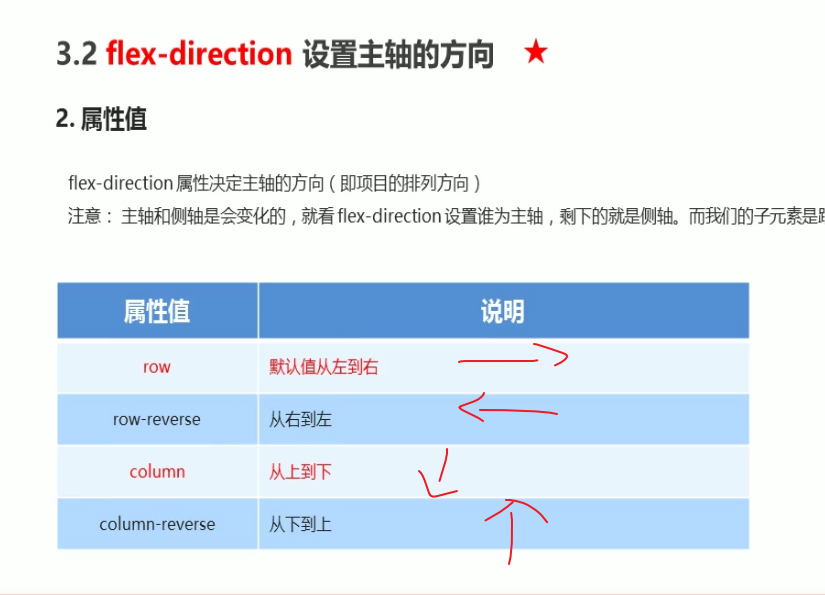 3.2 flex-direction 设置主轴的方向 ★
2. 属性值
flex-direction 属性决定主轴的方向（即项目的排列方向）
注意： 主轴和侧轴是会变化的，就看 flex-direction 设置谁为主轴，剩下的就是侧轴。而我们的子元素是
属性值 说明
row 默认值从左到右
row-reverse 从右到左
column 从上到下
column-reverse 从下到上